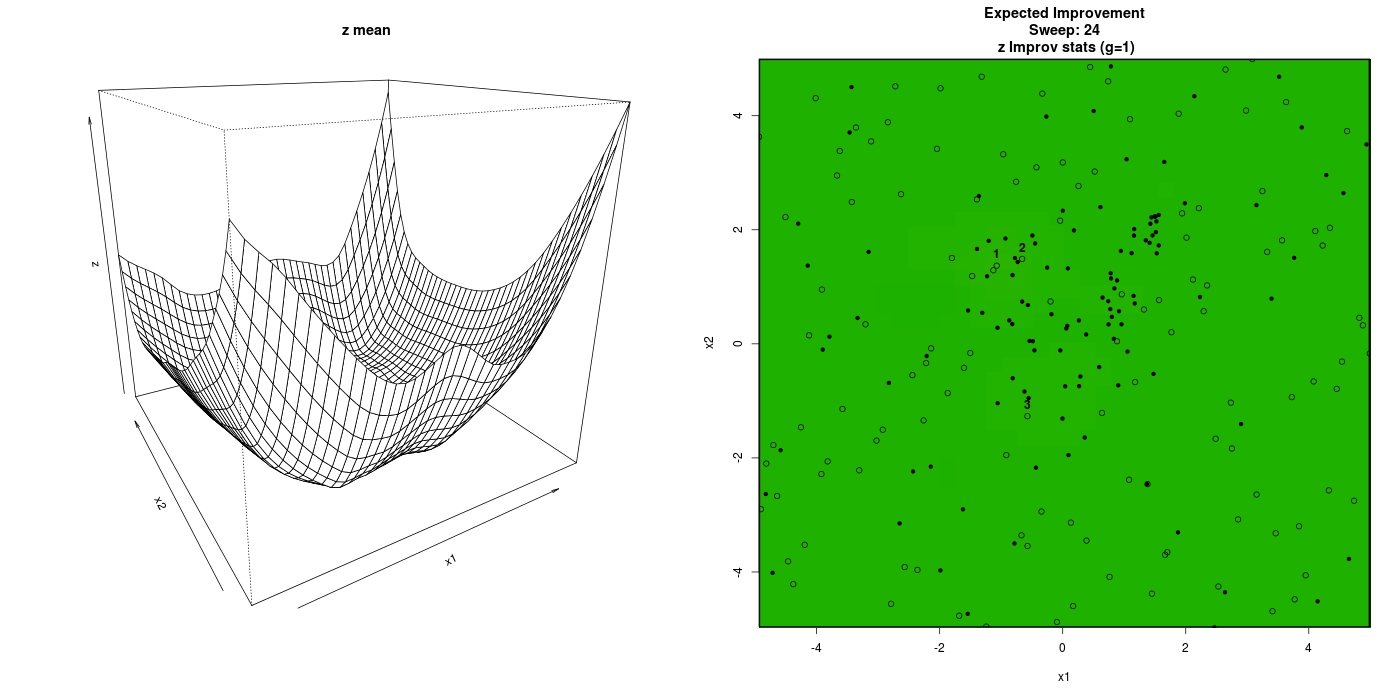 z mean
z
x2
x1
Expected Improvement
Sweep: 24
z Improv stats (g=1)
4
2
0
-2
-4
x2
1
2
3
-4
-2
0
2
4
x1